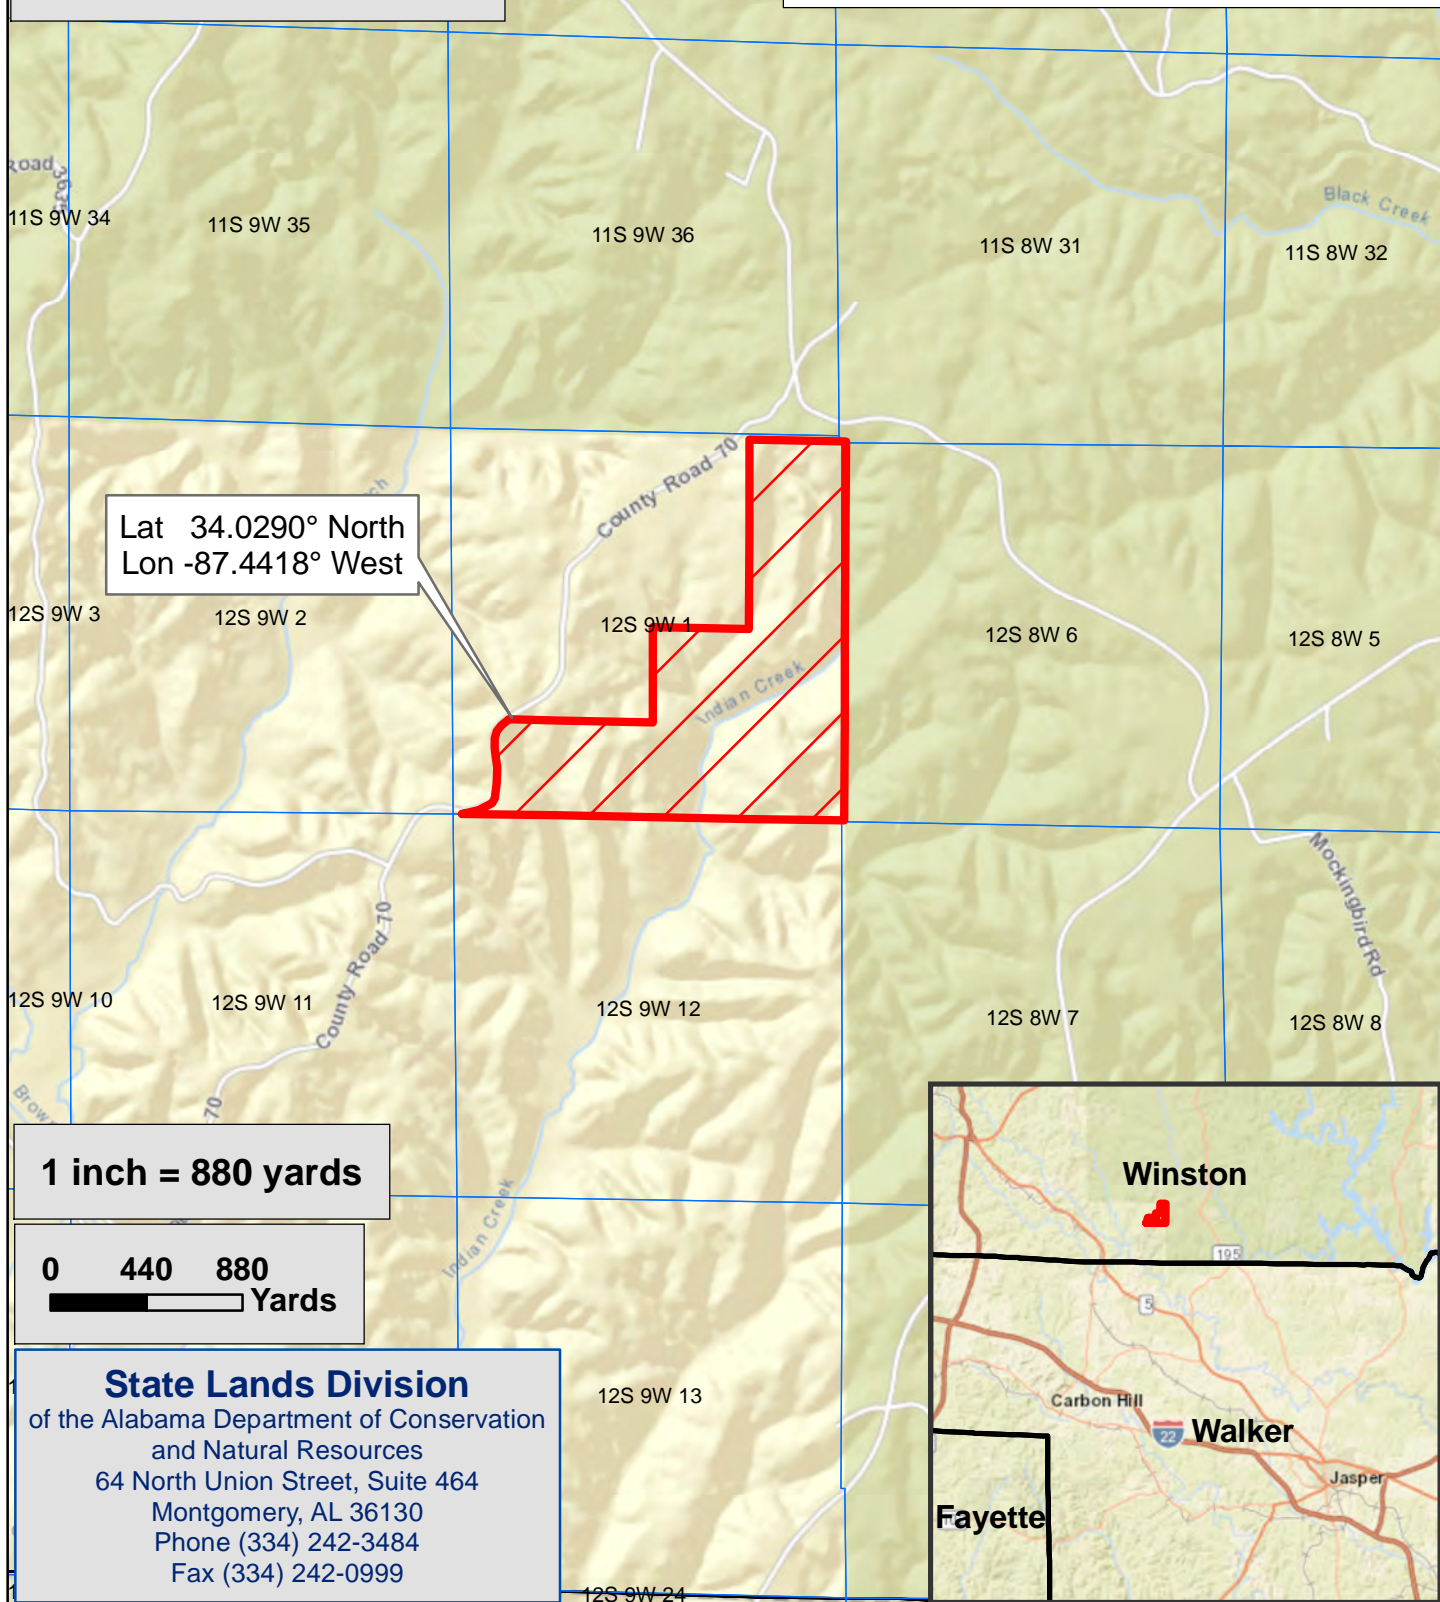 Road 3639
11S 9W 34
11S 9W 35
11S 9W 36
11S 8W 31
11S 8W 32
Black Creek
County Road 70
Lat 34.0290° North
Lon -87.4418° West
12S 9W 3
12S 9W 2
12S 9W 1
12S 8W 6
12S 8W 5
Indian Creek
Mockingbird Rd
County Road 70
12S 9W 10
12S 9W 11
12S 9W 12
12S 8W 7
12S 8W 8
70
Indian Creek
1 inch = 880 yards
0 440 880
Yards
State Lands Division
of the Alabama Department of Conservation
and Natural Resources
64 North Union Street, Suite 464
Montgomery, AL 36130
Phone (334) 242-3484
Fax (334) 242-0999
12S 9W 13
12S 9W 24
Winston
195
5
Carbon Hill
22
Walker
Jasper
Fayette